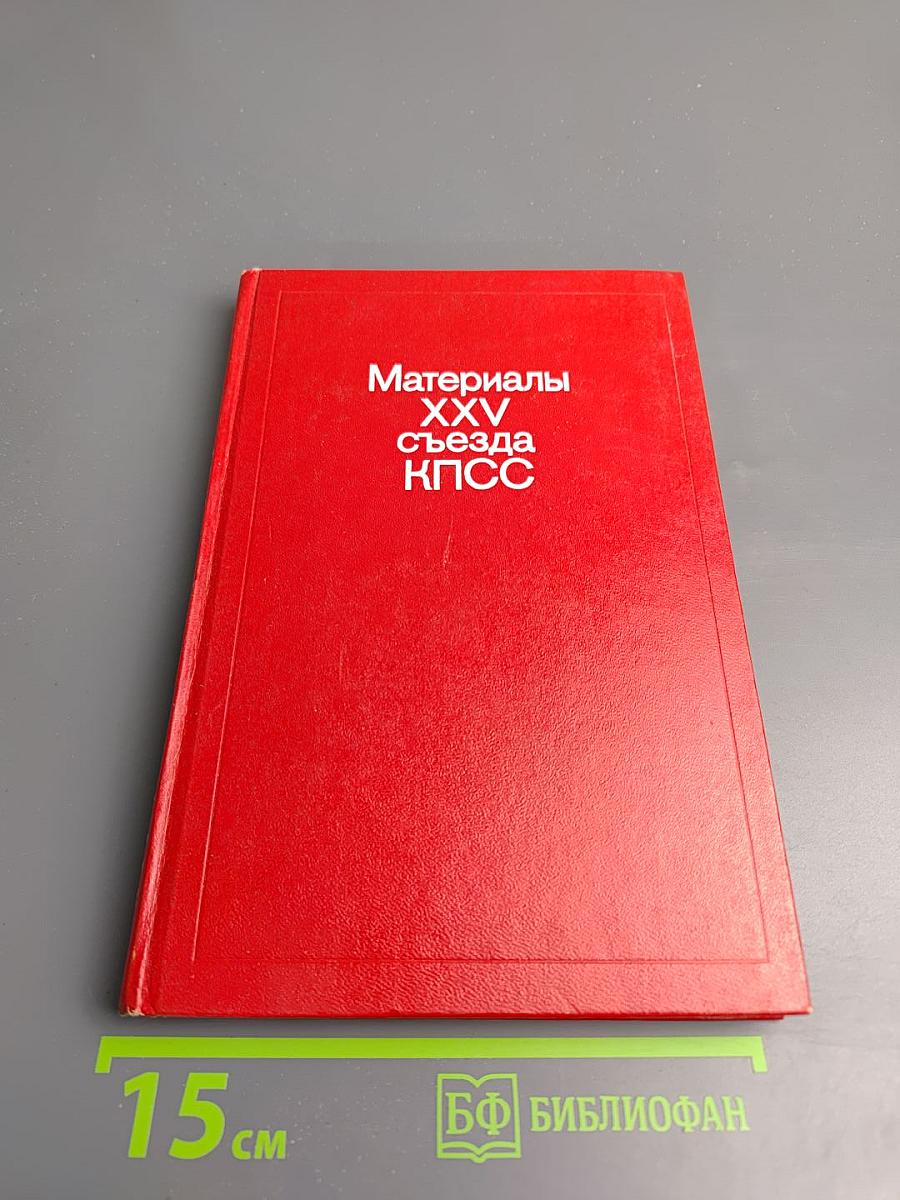 Материалы
XXV
съезда
КПСС
15 см
БФ БИБЛИОФАН